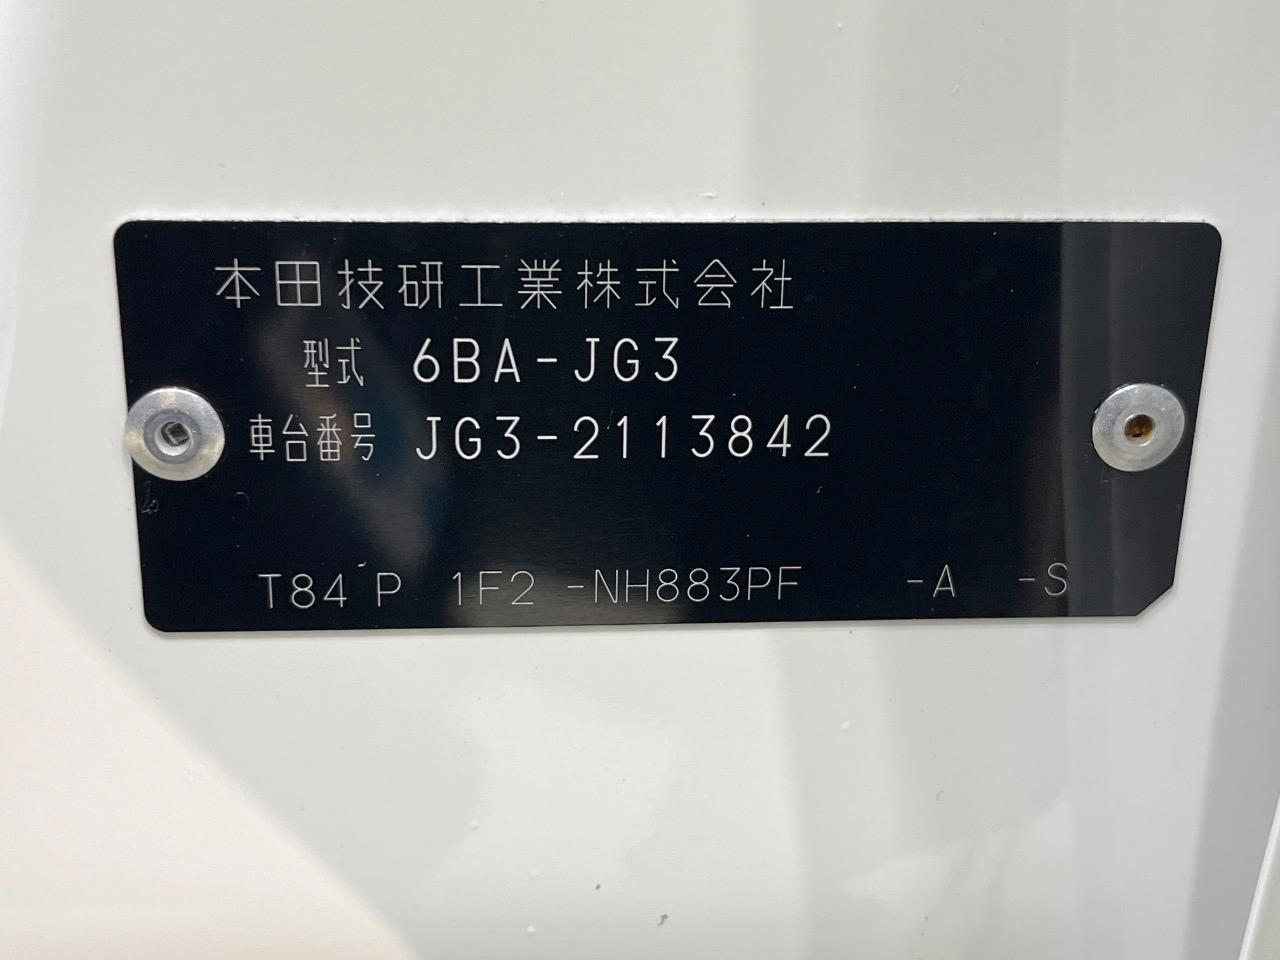 本田技研工業株式会社
型式 6BA-JG3
車台番号 JG3-2113842
T84 P 1F2 -NH883PF -A -S